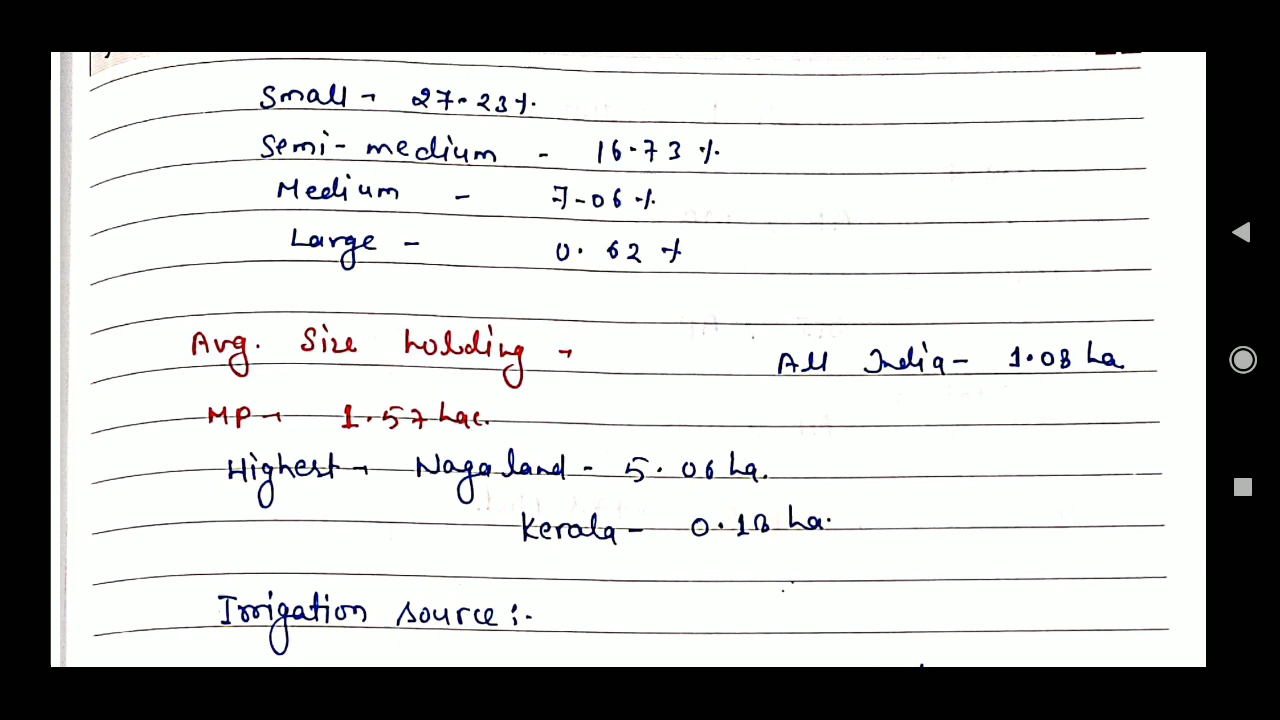 Small → 27.23%
Semi-medium - 16.73%
Medium - 7.06%
Large - 0.62%
Avg. Size holding →
All India - 1.08 ha
MP → 1.57 hac.
Highest → Nagaland - 5.06 ha.
Kerala - 0.18 ha.
Irrigation source :-